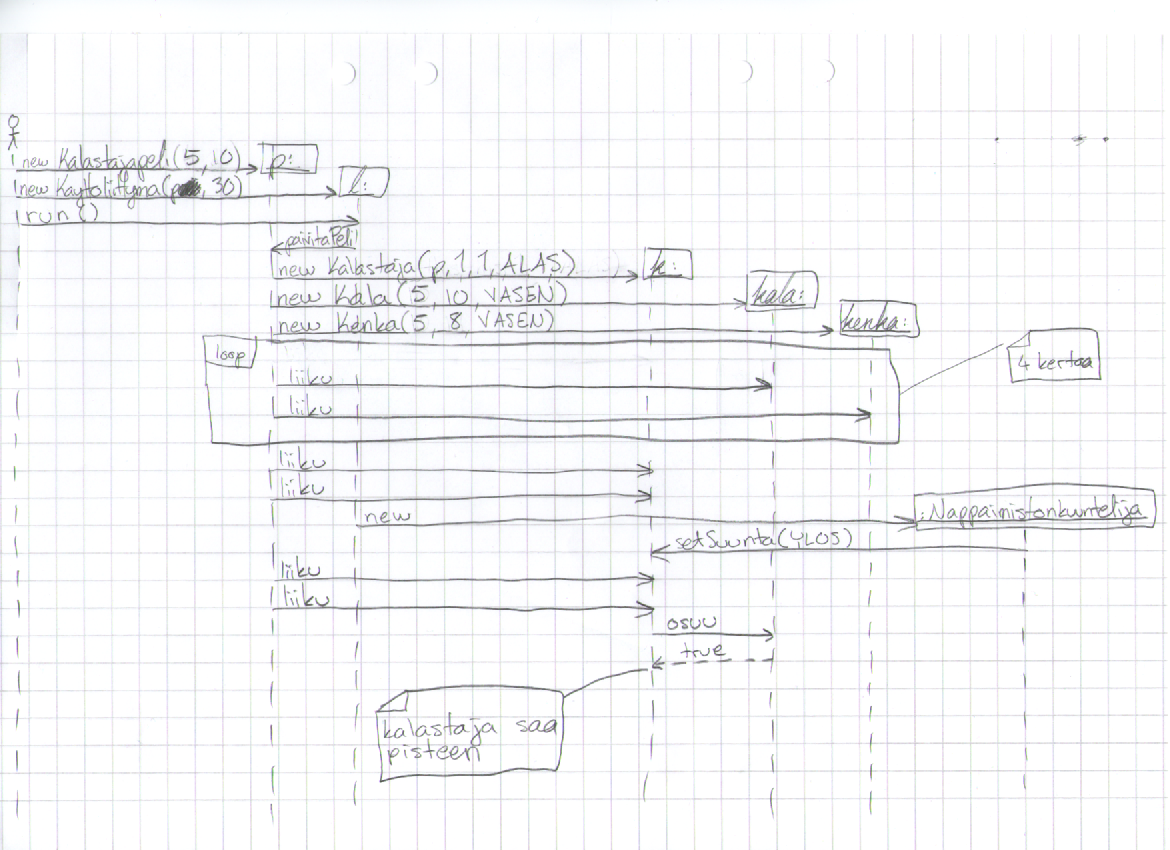 new Kalastajapeli(5, 10)
p:
new Kayttoliittyma(p, 30)
l:
run()
paivitaPeli
new Kalastaja(p, 1, 1, ALAS)
k:
new Kala(5, 10, VASEN)
kala:
new Kenka(5, 8, VASEN)
kenka:
loop
4 kertaa
liiku
liiku
liiku
liiku
new
:Nappaimistonkuuntelija
setSuunta(YLOS)
liiku
liiku
osuu
true
kalastaja saa
pisteen